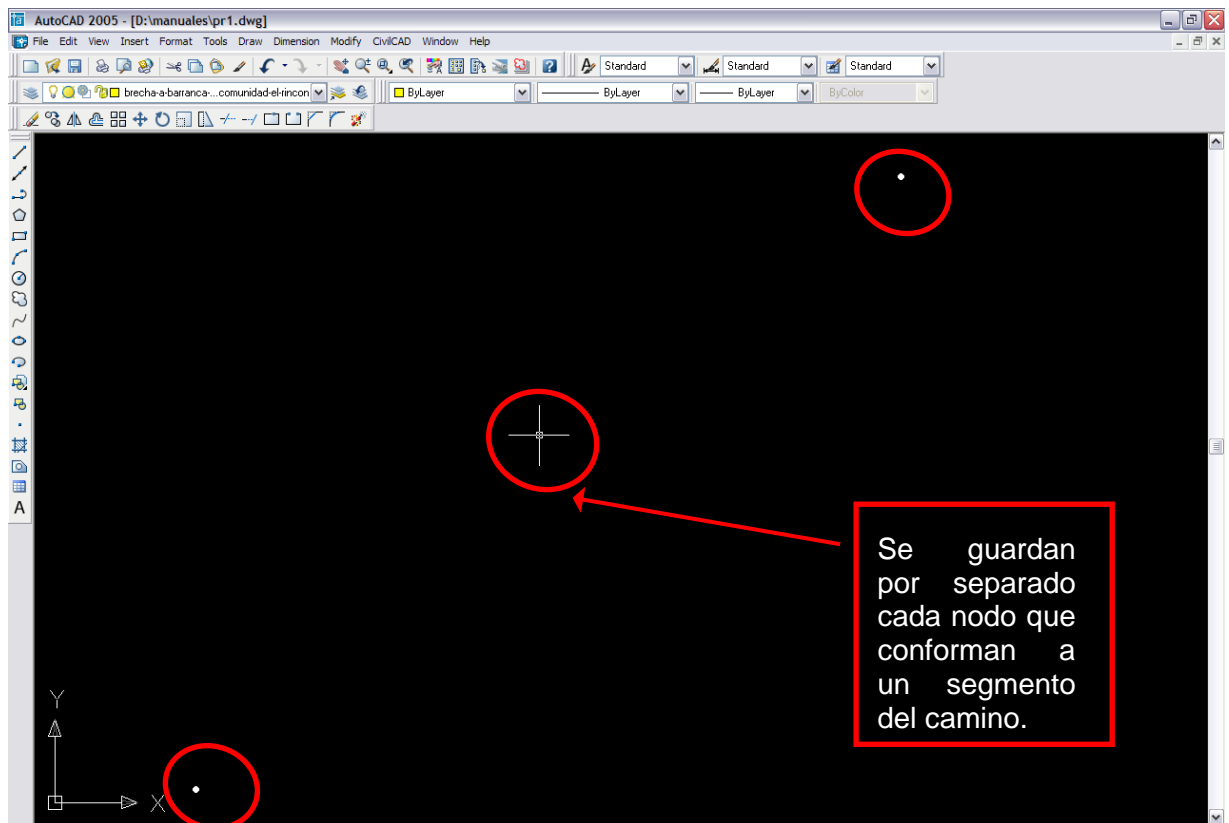 AutoCAD 2005 - [D:\manuales\pr1.dwg]
File Edit View Insert Format Tools Draw Dimension Modify CivilCAD Window Help
Standard Standard Standard
brecha-a-barranca-...comunidad-el-rincon ByLayer ByLayer ByLayer ByColor
A
Se guardan
por separado
cada nodo que
conforman a
un segmento
del camino.
Y
X